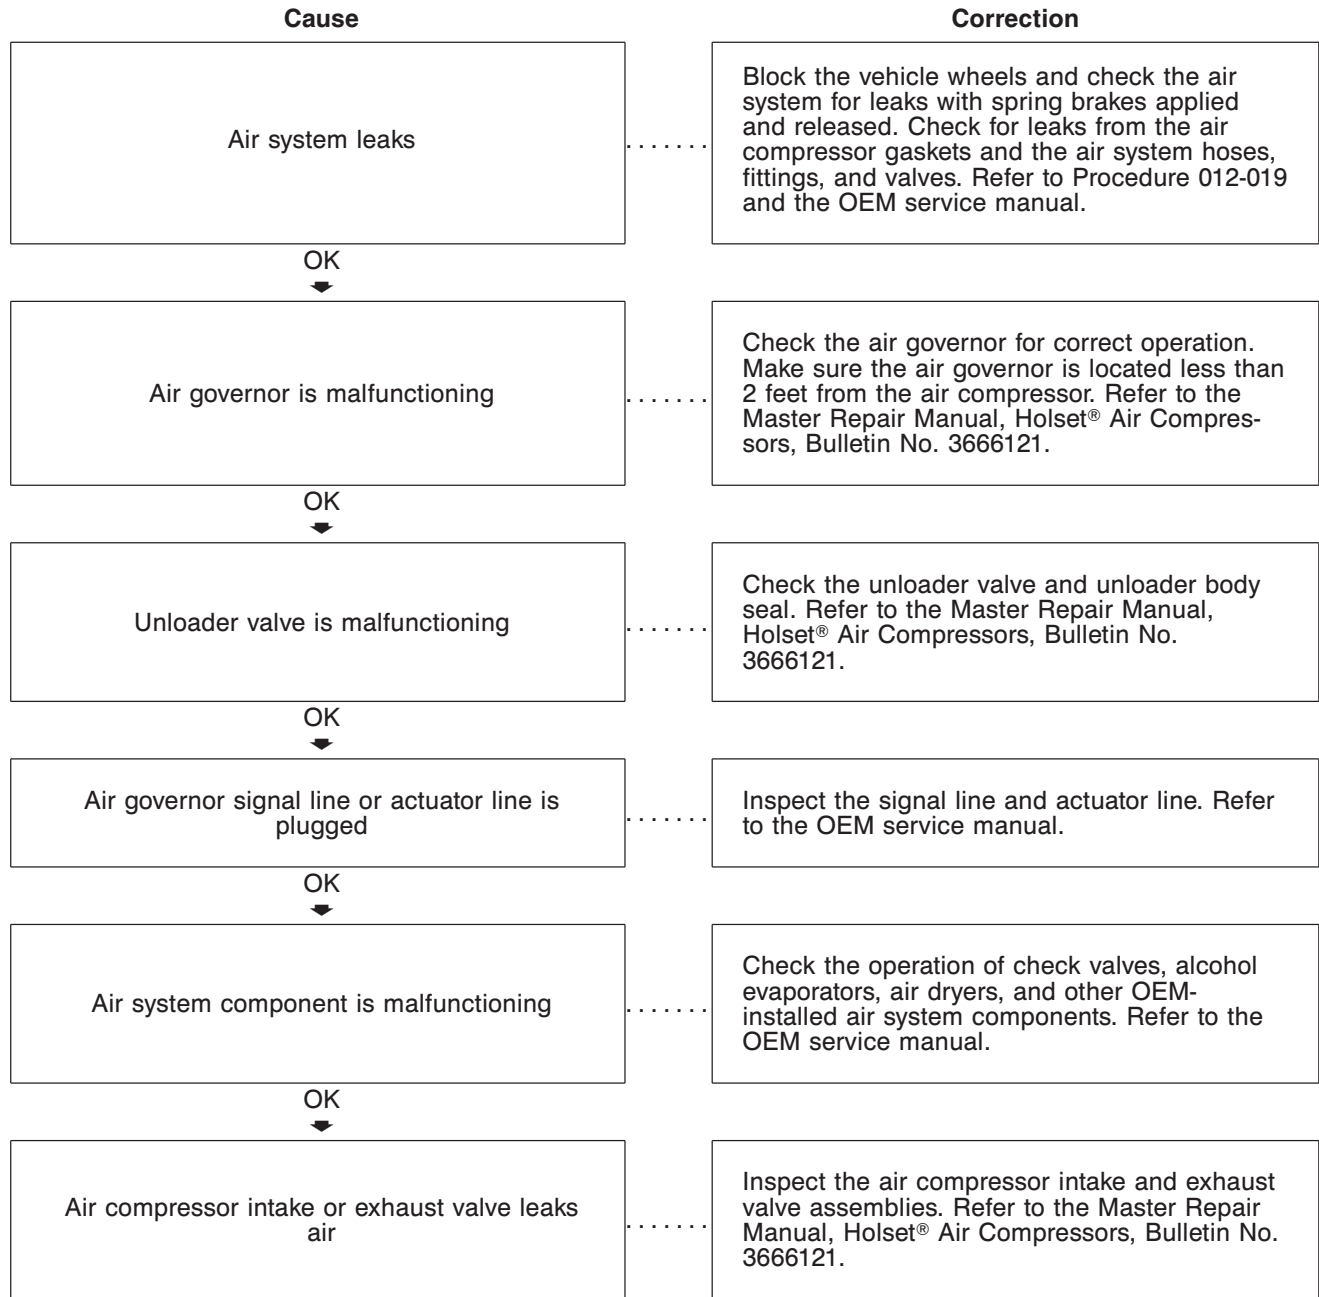 Cause
Correction
Air system leaks
.......
Block the vehicle wheels and check the air
system for leaks with spring brakes applied
and released. Check for leaks from the air
compressor gaskets and the air system hoses,
fittings, and valves. Refer to Procedure 012-019
and the OEM service manual.
OK
Air governor is malfunctioning
.......
Check the air governor for correct operation.
Make sure the air governor is located less than
2 feet from the air compressor. Refer to the
Master Repair Manual, Holset® Air Compres-
sors, Bulletin No. 3666121.
OK
Unloader valve is malfunctioning
.......
Check the unloader valve and unloader body
seal. Refer to the Master Repair Manual,
Holset® Air Compressors, Bulletin No.
3666121.
OK
Air governor signal line or actuator line is
plugged
.......
Inspect the signal line and actuator line. Refer
to the OEM service manual.
OK
Air system component is malfunctioning
.......
Check the operation of check valves, alcohol
evaporators, air dryers, and other OEM-
installed air system components. Refer to the
OEM service manual.
OK
Air compressor intake or exhaust valve leaks
air
.......
Inspect the air compressor intake and exhaust
valve assemblies. Refer to the Master Repair
Manual, Holset® Air Compressors, Bulletin No.
3666121.